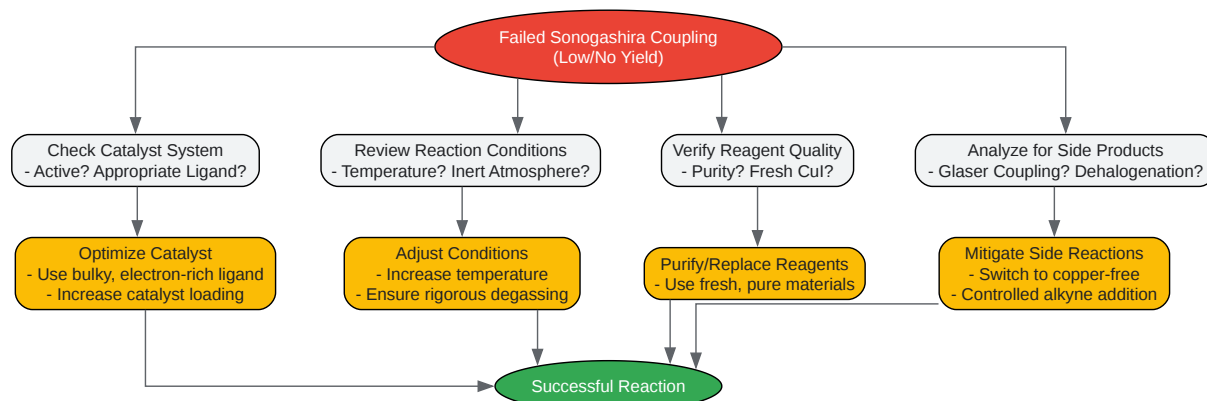 Failed Sonogashira Coupling
(Low/No Yield)
Check Catalyst System
- Active? Appropriate Ligand?
Review Reaction Conditions
- Temperature? Inert Atmosphere?
Verify Reagent Quality
- Purity? Fresh CuI?
Analyze for Side Products
- Glaser Coupling? Dehalogenation?
Optimize Catalyst
- Use bulky, electron-rich ligand
- Increase catalyst loading
Adjust Conditions
- Increase temperature
- Ensure rigorous degassing
Purify/Replace Reagents
- Use fresh, pure materials
Mitigate Side Reactions
- Switch to copper-free
- Controlled alkyne addition
Successful Reaction